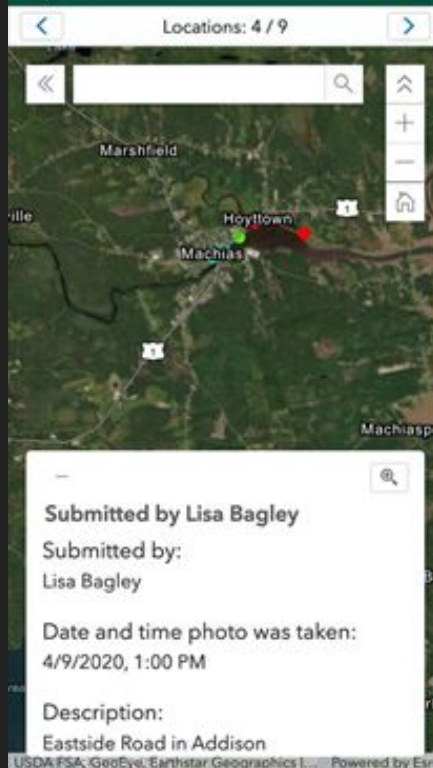 Locations: 4 / 9
Marshfield
ville
1
Hoyttown
Machias
1
Machiasp
Submitted by Lisa Bagley
Submitted by:
Lisa Bagley
Date and time photo was taken:
4/9/2020, 1:00 PM
Description:
Eastside Road in Addison
USDA FSA, GeoEye, Earthstar Geographics |... Powered by Esri